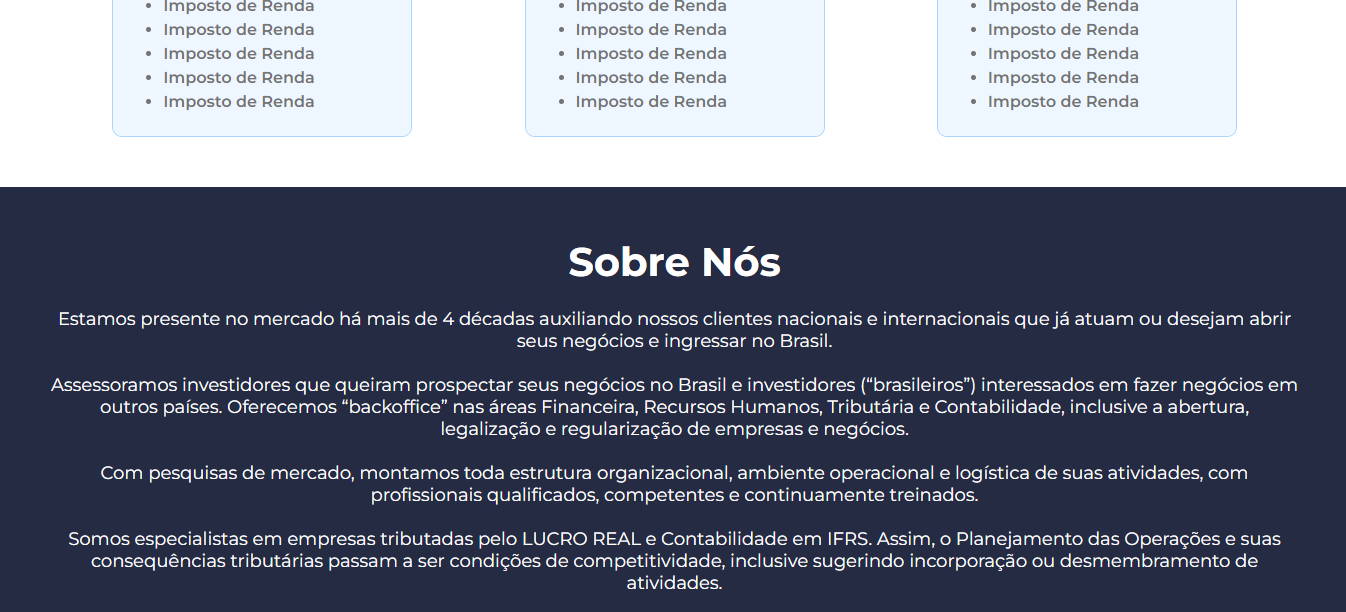 Imposto de Renda Imposto de Renda Imposto de Renda
Imposto de Renda Imposto de Renda Imposto de Renda
Imposto de Renda Imposto de Renda Imposto de Renda
Imposto de Renda Imposto de Renda Imposto de Renda
Imposto de Renda Imposto de Renda Imposto de Renda
Sobre Nós
Estamos presente no mercado há mais de 4 décadas auxiliando nossos clientes nacionais e internacionais que já atuam ou desejam abrir
seus negócios e ingressar no Brasil.
Assessoramos investidores que queiram prospectar seus negócios no Brasil e investidores (“brasileiros”) interessados em fazer negócios em
outros países. Oferecemos “backoffice” nas áreas Financeira, Recursos Humanos, Tributária e Contabilidade, inclusive a abertura,
legalização e regularização de empresas e negócios.
Com pesquisas de mercado, montamos toda estrutura organizacional, ambiente operacional e logística de suas atividades, com
profissionais qualificados, competentes e continuamente treinados.
Somos especialistas em empresas tributadas pelo LUCRO REAL e Contabilidade em IFRS. Assim, o Planejamento das Operações e suas
consequências tributárias passam a ser condições de competitividade, inclusive sugerindo incorporação ou desmembramento de
atividades.